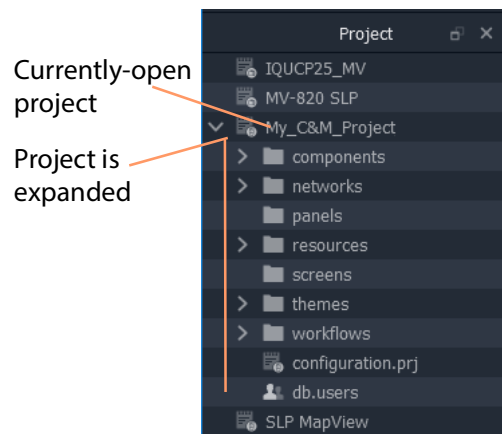 Project
IQUCP25_MV
MV-820 SLP
Currently-open
project
My_C&M_Project
Project is
expanded
components
networks
panels
resources
screens
themes
workflows
configuration.prj
db.users
SLP MapView